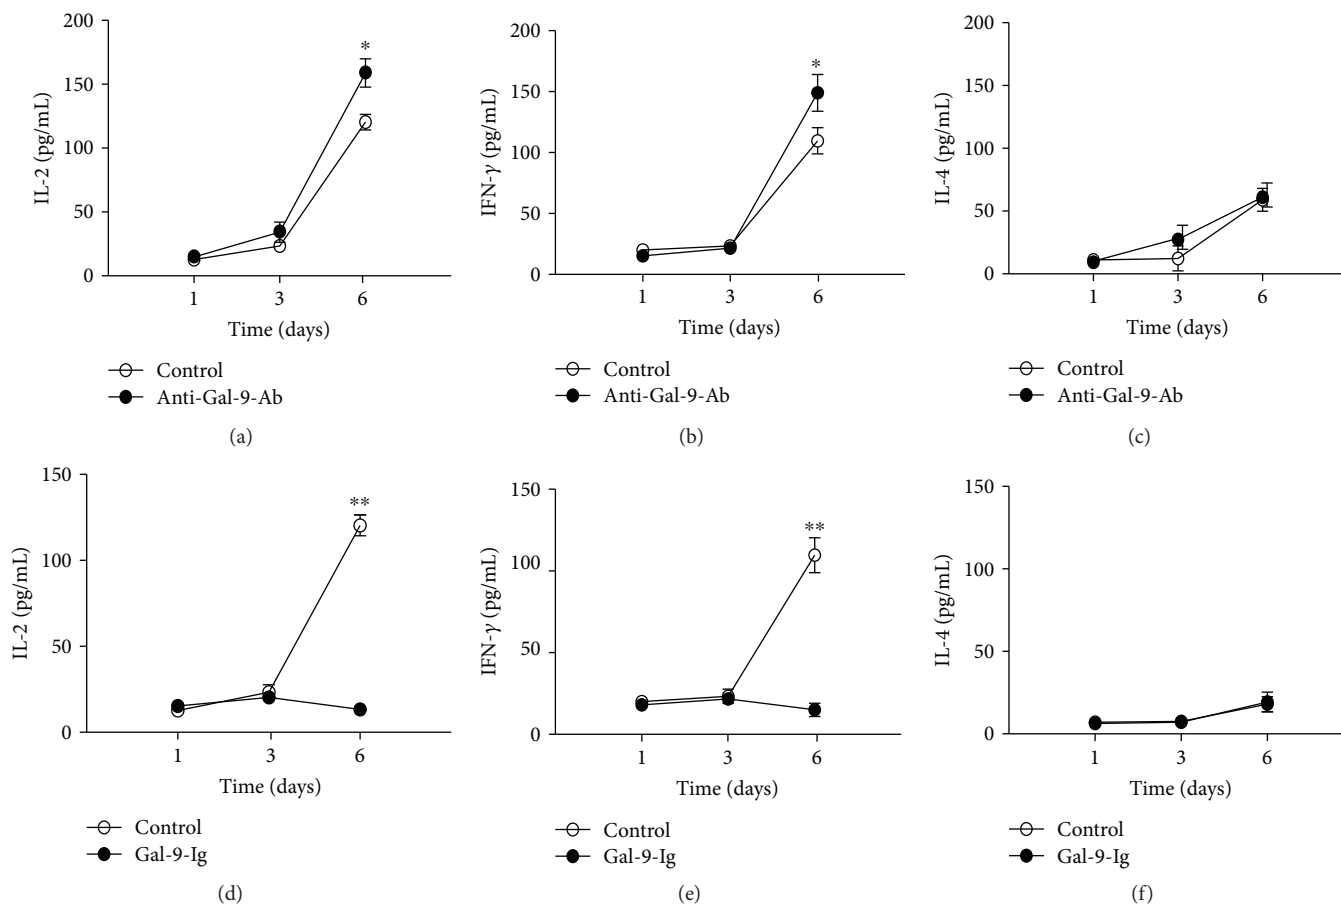 200
150
100
50
0
IL-2 (pg/mL)
*
1 3 6
Time (days)
Control
Anti-Gal-9-Ab
(a)
200
150
100
50
0
IFN-γ (pg/mL)
*
1 3 6
Time (days)
Control
Anti-Gal-9-Ab
(b)
200
150
100
50
0
IL-4 (pg/mL)
1 3 6
Time (days)
Control
Anti-Gal-9-Ab
(c)
150
100
50
0
IL-2 (pg/mL)
**
1 3 6
Time (days)
Control
Gal-9-Ig
(d)
150
100
50
0
IFN-γ (pg/mL)
**
1 3 6
Time (days)
Control
Gal-9-Ig
(e)
150
100
50
0
IL-4 (pg/mL)
1 3 6
Time (days)
Control
Gal-9-Ig
(f)